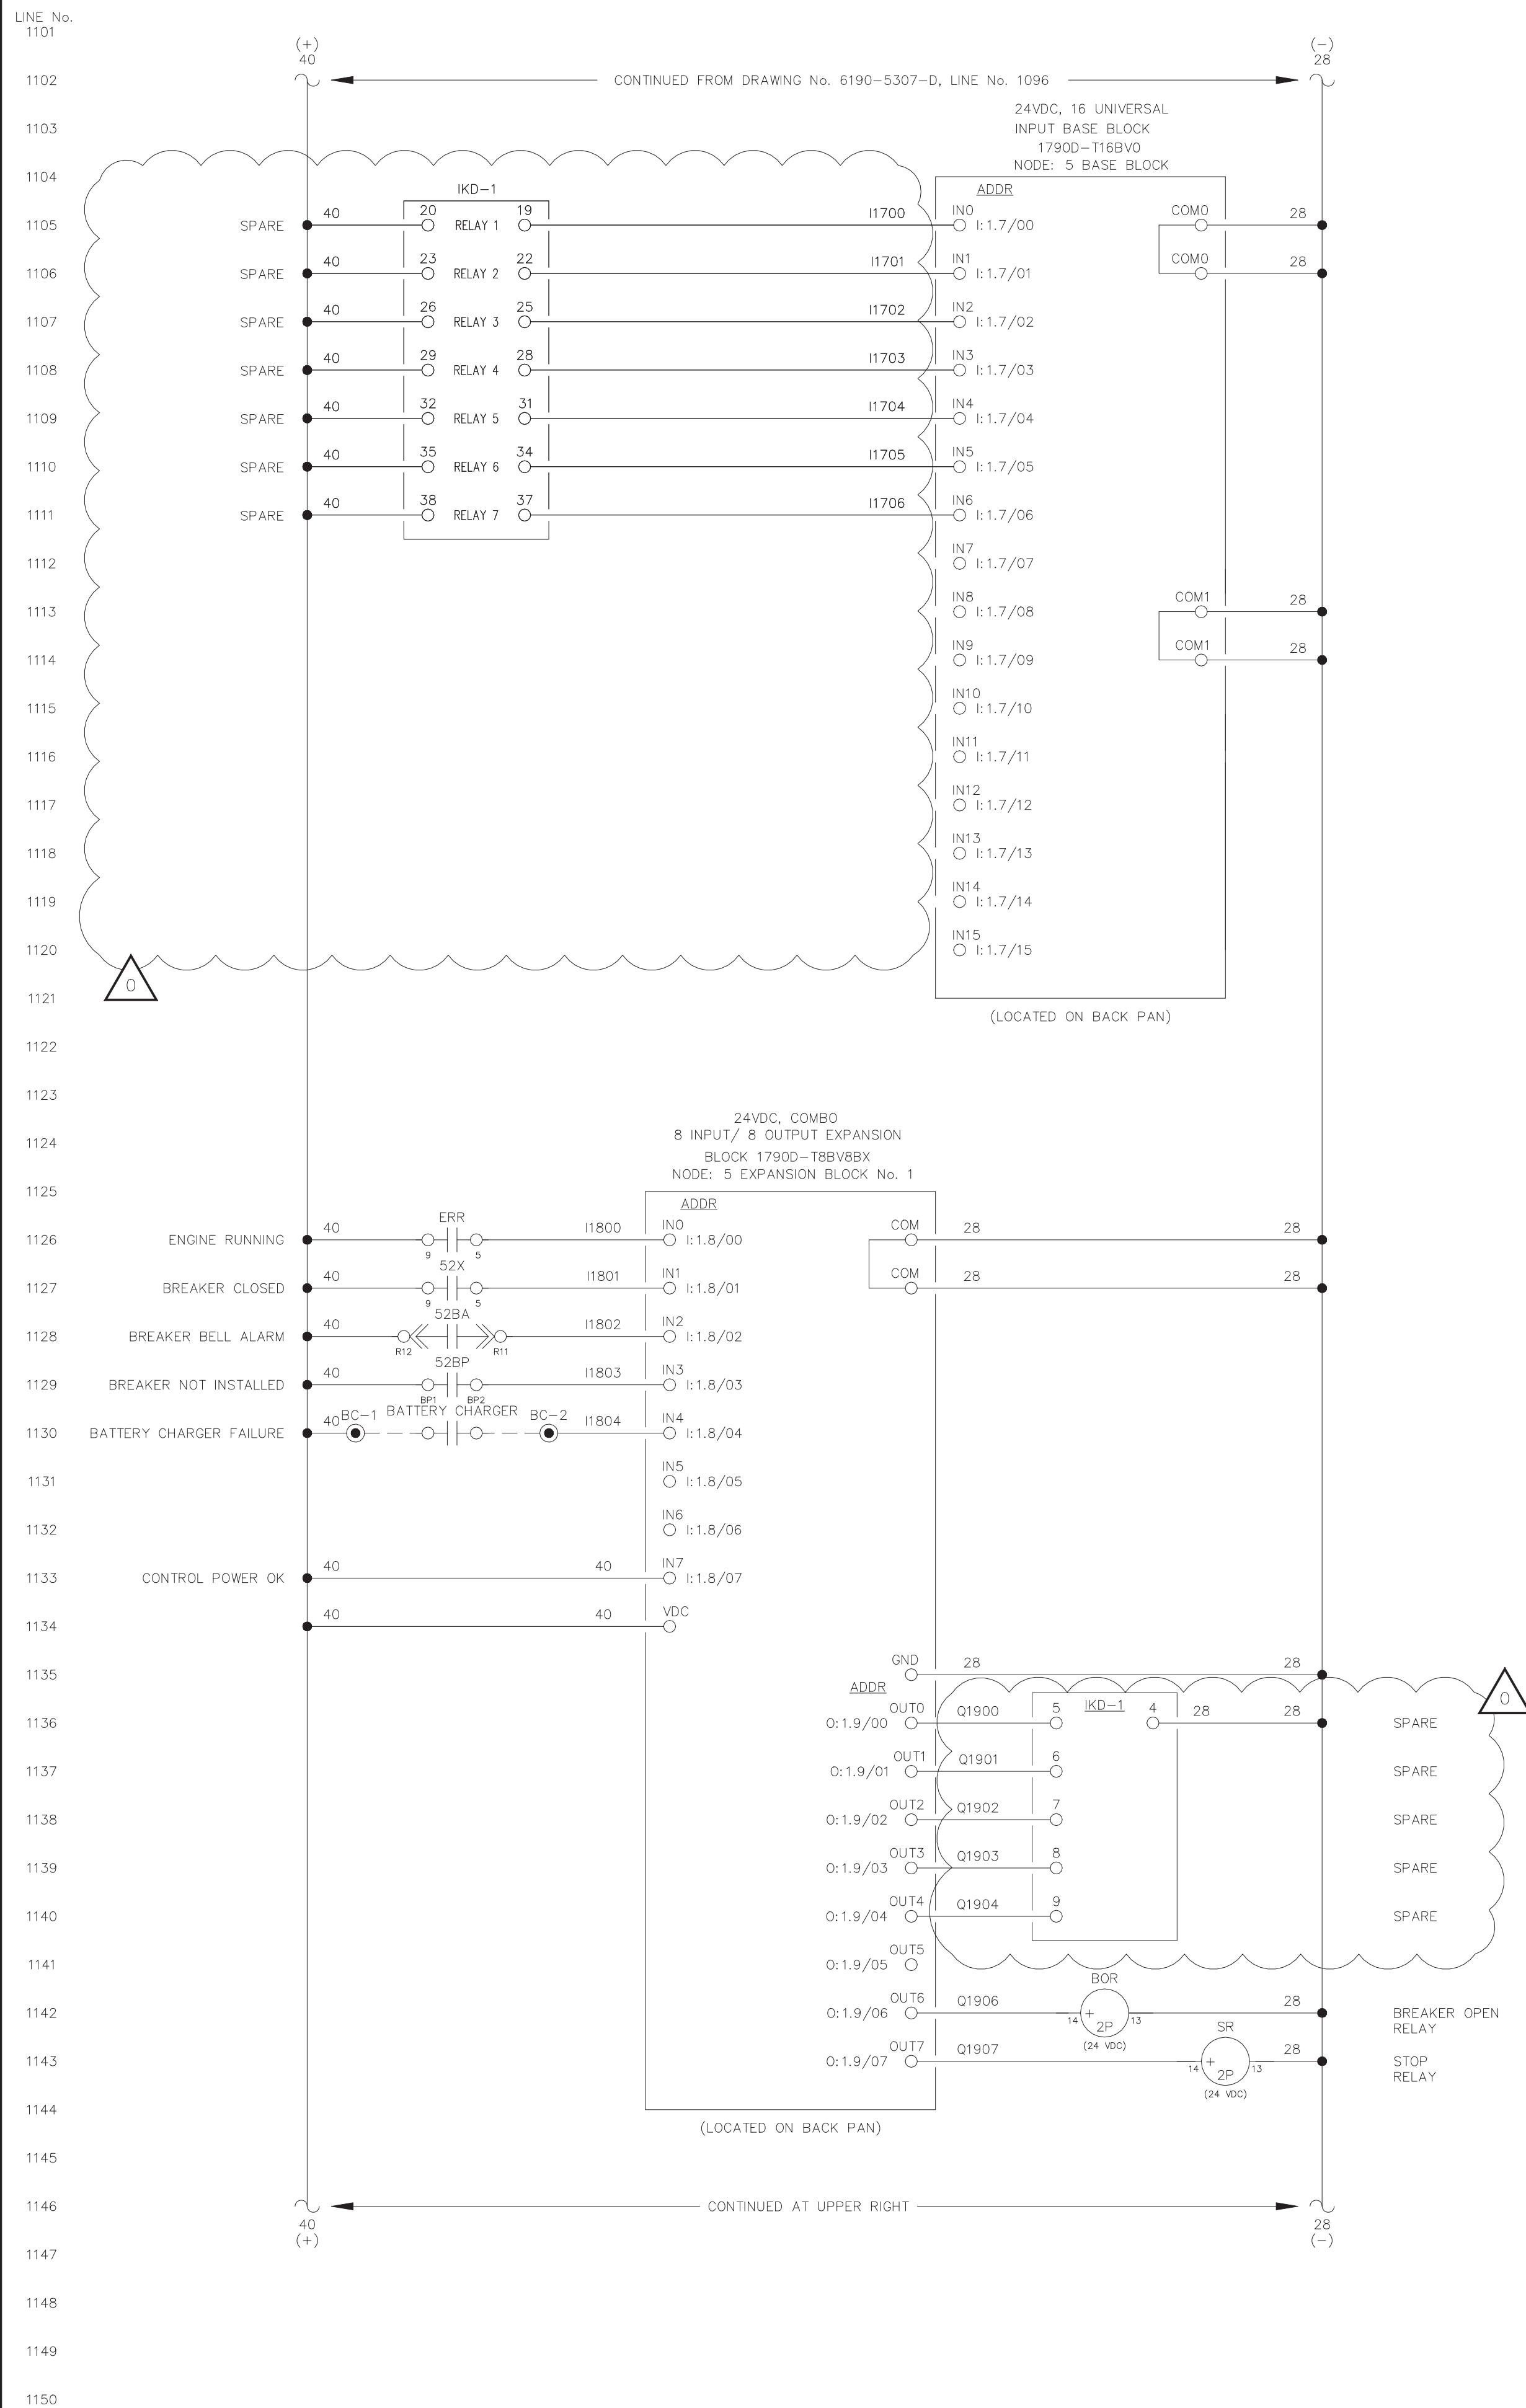 LINE No.
1101
(+)
40
(-)
28
1102
CONTINUED FROM DRAWING No. 6190-5307-D, LINE No. 1096
24VDC, 16 UNIVERSAL
1103
INPUT BASE BLOCK
1790D-T16BV0
NODE: 5 BASE BLOCK
1104
IKD-1
ADDR
1105 SPARE 40 20 RELAY 1 19 I1700 IN0 I:1.7/00 COM0 28
1106 SPARE 40 23 RELAY 2 22 I1701 IN1 I:1.7/01 COM0 28
1107 SPARE 40 26 RELAY 3 25 I1702 IN2 I:1.7/02
1108 SPARE 40 29 RELAY 4 28 I1703 IN3 I:1.7/03
1109 SPARE 40 32 RELAY 5 31 I1704 IN4 I:1.7/04
1110 SPARE 40 35 RELAY 6 34 I1705 IN5 I:1.7/05
1111 SPARE 40 38 RELAY 7 37 I1706 IN6 I:1.7/06
1112 IN7 I:1.7/07
1113 IN8 I:1.7/08 COM1 28
1114 IN9 I:1.7/09 COM1 28
1115 IN10 I:1.7/10
1116 IN11 I:1.7/11
1117 IN12 I:1.7/12
1118 IN13 I:1.7/13
1119 IN14 I:1.7/14
1120 IN15 I:1.7/15
0
1121
(LOCATED ON BACK PAN)
1122
1123
24VDC, COMBO
1124
8 INPUT/ 8 OUTPUT EXPANSION
BLOCK 1790D-T8BV8BX
NODE: 5 EXPANSION BLOCK No. 1
1125
ADDR
1126 ENGINE RUNNING 40 ERR 9 5 I1800 IN0 I:1.8/00 COM 28 28
1127 BREAKER CLOSED 40 52X 9 5 I1801 IN1 I:1.8/01 COM 28 28
1128 BREAKER BELL ALARM 40 52BA R12 R11 I1802 IN2 I:1.8/02
1129 BREAKER NOT INSTALLED 40 52BP BP1 BP2 I1803 IN3 I:1.8/03
1130 BATTERY CHARGER FAILURE 40 BC-1 BATTERY CHARGER BC-2 I1804 IN4 I:1.8/04
1131 IN5 I:1.8/05
1132 IN6 I:1.8/06
1133 CONTROL POWER OK 40 40 IN7 I:1.8/07
1134 40 40 VDC
1135 GND 28 28
ADDR
IKD-1
0
1136 O:1.9/00 OUT0 Q1900 5 4 28 28 SPARE
1137 O:1.9/01 OUT1 Q1901 6 SPARE
1138 O:1.9/02 OUT2 Q1902 7 SPARE
1139 O:1.9/03 OUT3 Q1903 8 SPARE
1140 O:1.9/04 OUT4 Q1904 9 SPARE
1141 O:1.9/05 OUT5
1142 O:1.9/06 OUT6 Q1906 BOR 14 + 2P 13 (24 VDC) 28 BREAKER OPEN
RELAY
1143 O:1.9/07 OUT7 Q1907 SR 14 + 2P 13 (24 VDC) 28 STOP
RELAY
1144
(LOCATED ON BACK PAN)
1145
1146
CONTINUED AT UPPER RIGHT
40
(+)
28
(-)
1147
1148
1149
1150